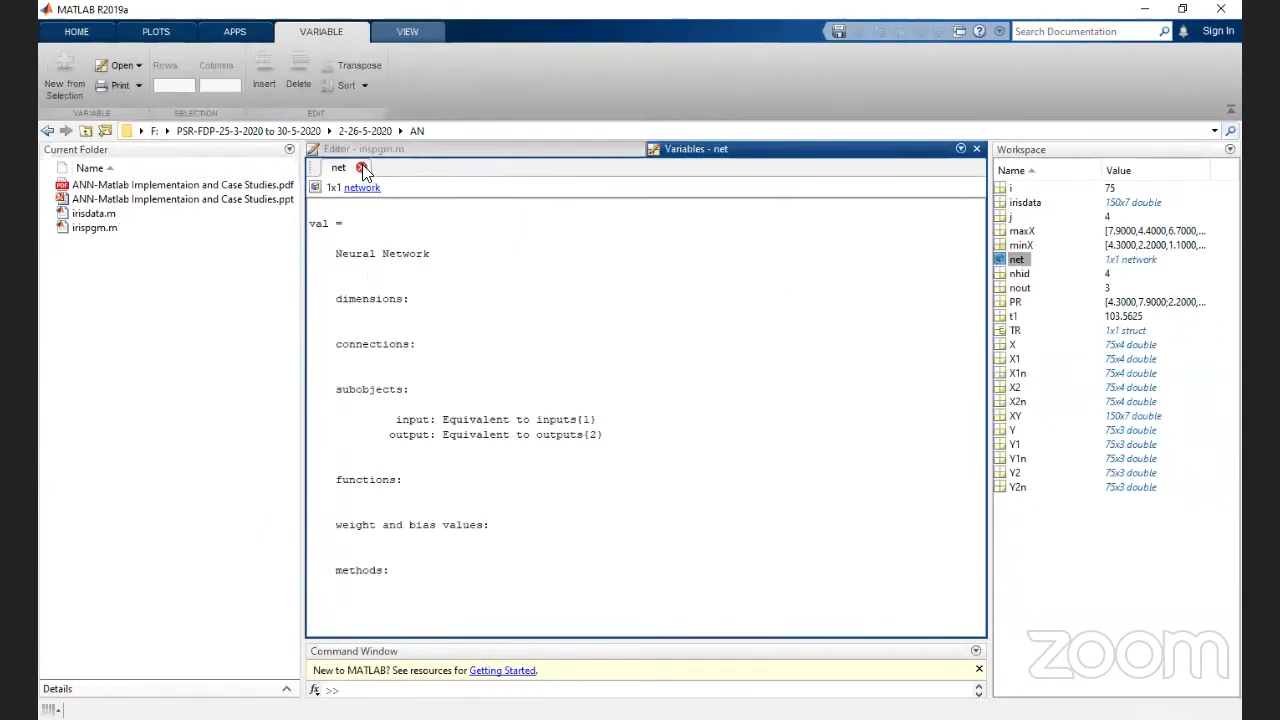 MATLAB R2019a
HOME PLOTS APPS VARIABLE VIEW
Search Documentation
Sign In
New from Selection
Open
Print
Rows Columns
Insert Delete
Transpose
Sort
VARIABLE SELECTION EDIT
F: PSR-FDP-25-3-2020 to 30-5-2020 2-26-5-2020 AN
Current Folder
Name
ANN-Matlab Implementaion and Case Studies.pdf
ANN-Matlab Implementaion and Case Studies.ppt
irisdata.m
irispgm.m
Details
Editor - irispgm.m
Variables - net
net
1x1 network
val =
Neural Network
dimensions:
connections:
subobjects:
input: Equivalent to inputs{1}
output: Equivalent to outputs{2}
functions:
weight and bias values:
methods:
Command Window
New to MATLAB? See resources for Getting Started.
fx >>
Workspace
Name Value
i 75
irisdata 150x7 double
j 4
maxX [7.9000,4.4000,6.7000,...
minX [4.3000,2.2000,1.1000,...
net 1x1 network
nhid 4
nout 3
PR [4.3000,7.9000;2.2000,...
t1 103.5625
TR 1x1 struct
X 75x4 double
X1 75x4 double
X1n 75x4 double
X2 75x4 double
X2n 75x4 double
XY 150x7 double
Y 75x3 double
Y1 75x3 double
Y1n 75x3 double
Y2 75x3 double
Y2n 75x3 double
zoom